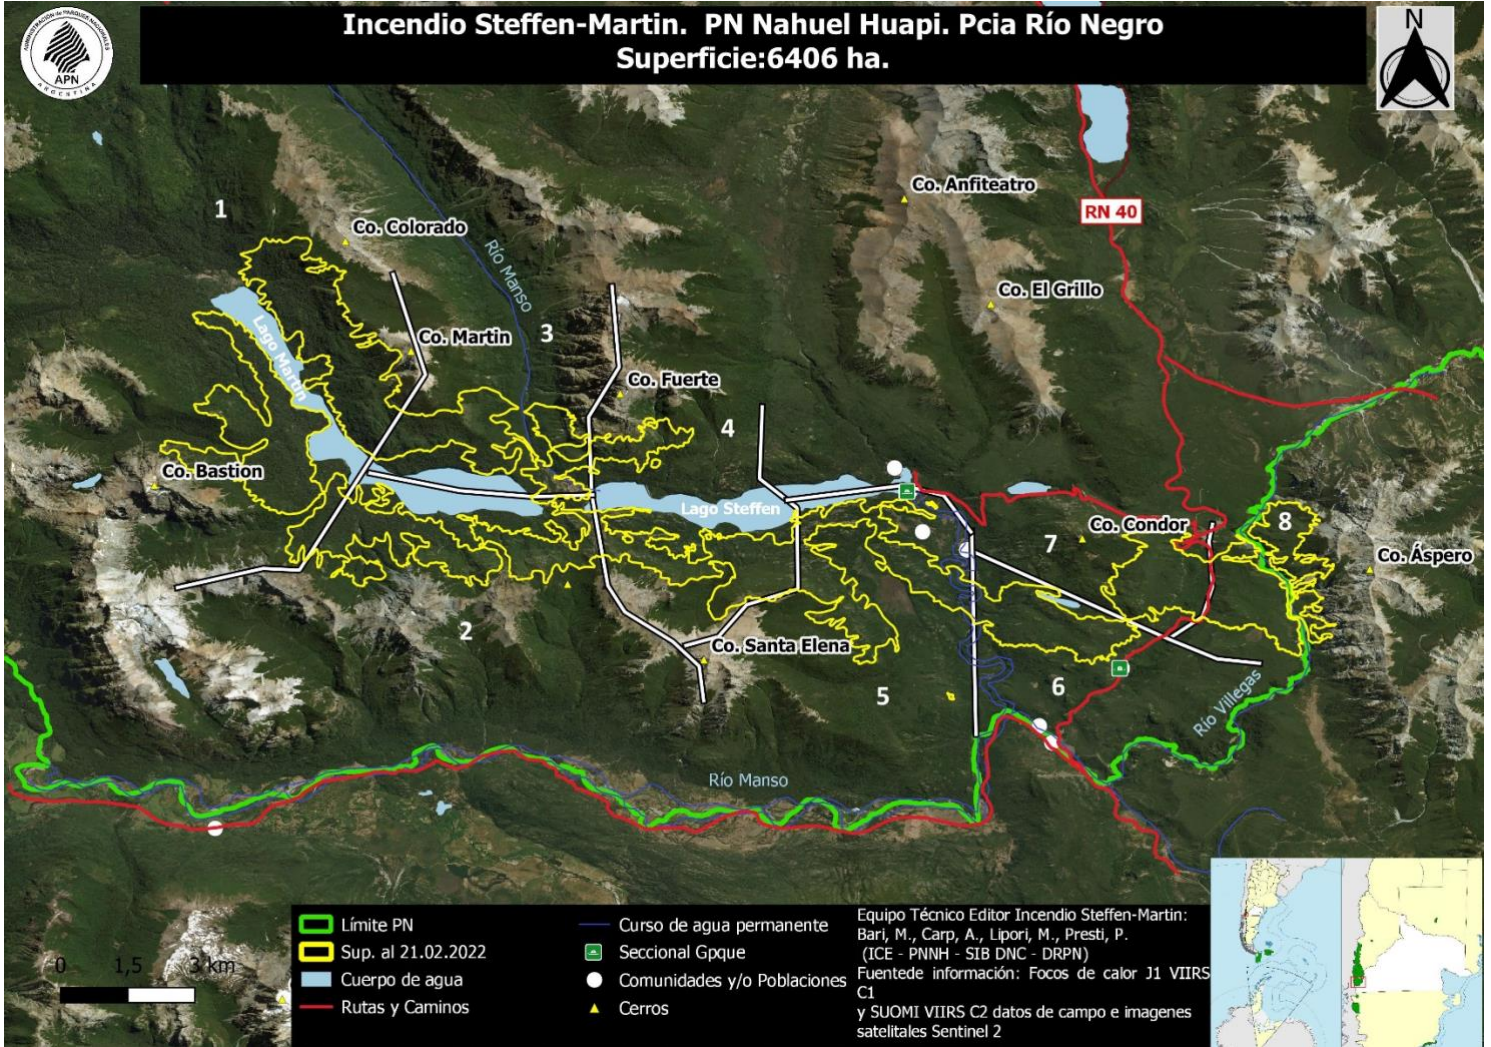 Incendio Steffen-Martin. PN Nahuel Huapi. Pcia Río Negro
Superficie:6406 ha.
ADMINISTRACIÓN de PARQUES NACIONALES
APN
ARGENTINA
N
Co. Anfiteatro
RN 40
1
Co. Colorado
Río Manso
Co. El Grillo
Lago Martin
Co. Martin
3
Co. Fuerte
4
Co. Bastion
Lago Steffen
Co. Condor
7
8
Co. Áspero
2
Co. Santa Elena
5
6
Río Villegas
Río Manso
0 1,5 3 km
Límite PN
Sup. al 21.02.2022
Cuerpo de agua
Rutas y Caminos
Curso de agua permanente
Seccional Gpque
Comunidades y/o Poblaciones
Cerros
Equipo Técnico Editor Incendio Steffen-Martin:
Bari, M., Carp, A., Lipori, M., Presti, P.
(ICE - PNNH - SIB DNC - DRPN)
Fuentede información: Focos de calor J1 VIIRS
C1
y SUOMI VIIRS C2 datos de campo e imagenes
satelitales Sentinel 2